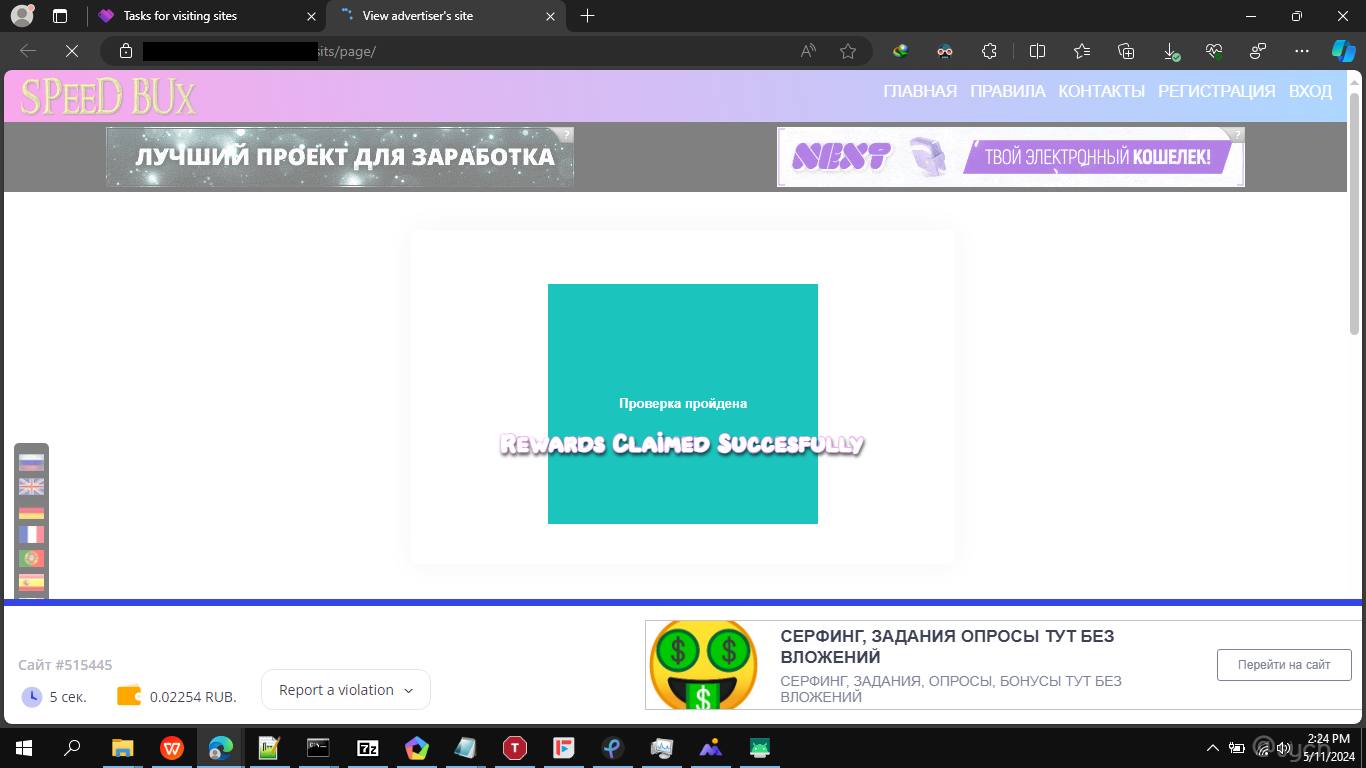 Tasks for visiting sites
View advertiser's site
sits/page/
SPeeD BUx
ГЛАВНАЯ ПРАВИЛА КОНТАКТЫ РЕГИСТРАЦИЯ ВХОД
ЛУЧШИЙ ПРОЕКТ ДЛЯ ЗАРАБОТКА
?
NEXT ТВОЙ ЭЛЕКТРОННЫЙ КОШЕЛЕК!
?
Проверка пройдена
Rewards Claimed Succesfully
Сайт #515445
5 сек.
0.02254 RUB.
Report a violation
СЕРФИНГ, ЗАДАНИЯ ОПРОСЫ ТУТ БЕЗ
ВЛОЖЕНИЙ
СЕРФИНГ, ЗАДАНИЯ, ОПРОСЫ, БОНУСЫ ТУТ БЕЗ
ВЛОЖЕНИЙ
Перейти на сайт
7z
2:24 PM
5/11/2024